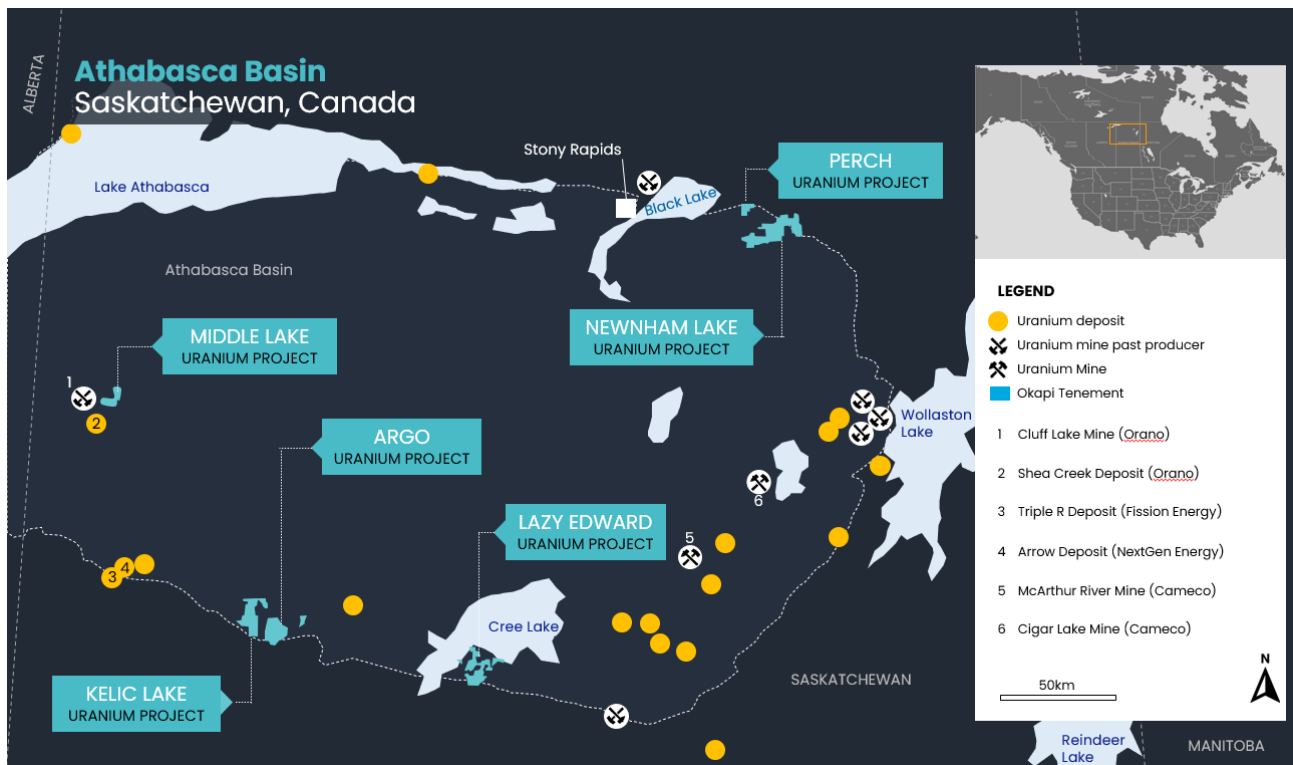 ALBERTA
Athabasca Basin
Saskatchewan, Canada
Stony Rapids
PERCH
URANIUM PROJECT
Lake Athabasca
Black Lake
Athabasca Basin
MIDDLE LAKE
URANIUM PROJECT
NEWNHAM LAKE
URANIUM PROJECT
1
2
ARGO
URANIUM PROJECT
Wollaston
Lake
6
LAZY EDWARD
URANIUM PROJECT
5
4
3
Cree Lake
KELIC LAKE
URANIUM PROJECT
SASKATCHEWAN
LEGEND
Uranium deposit
Uranium mine past producer
Uranium Mine
Okapi Tenement
1 Cluff Lake Mine (Orano)
2 Shea Creek Deposit (Orano)
3 Triple R Deposit (Fission Energy)
4 Arrow Deposit (NextGen Energy)
5 McArthur River Mine (Cameco)
6 Cigar Lake Mine (Cameco)
N
50km
Reindeer
Lake
MANITOBA